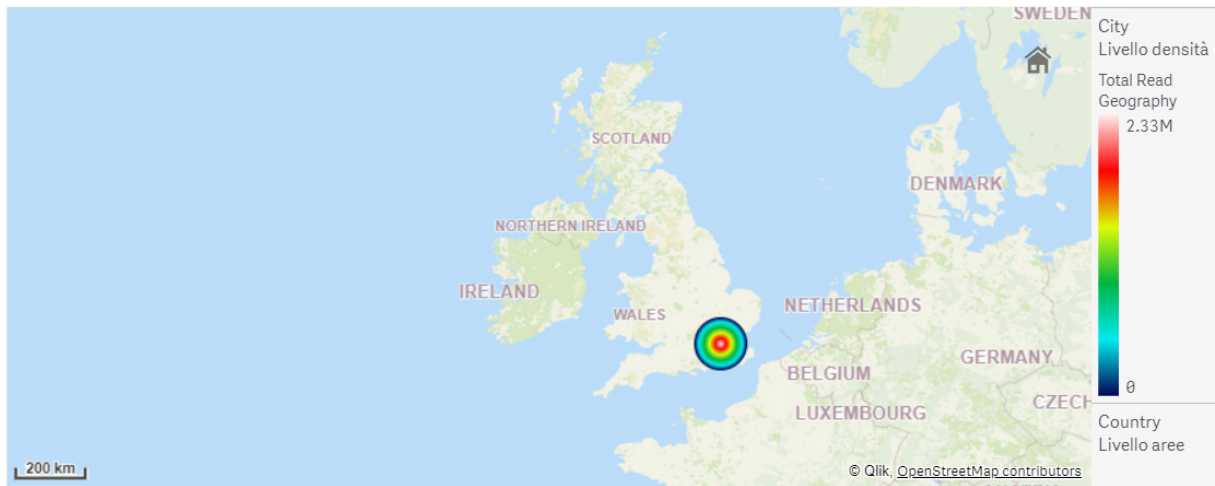 SWEDEN
SCOTLAND
DENMARK
NORTHERN IRELAND
IRELAND
NETHERLANDS
WALES
GERMANY
BELGIUM
CZECH
LUXEMBOURG
200 km
© Qlik, OpenStreetMap contributors
City
Livello densità
Total Read
Geography
2.33M
0
Country
Livello aree